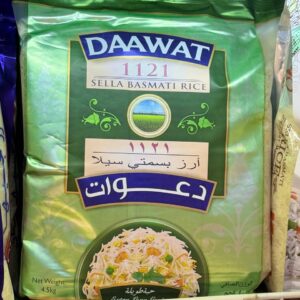 DAAWAT
1121
SELLA BASMATI RICE
١١٢١
أرز بسمتي سيلا
دعوات
Net Weight
4.5kg